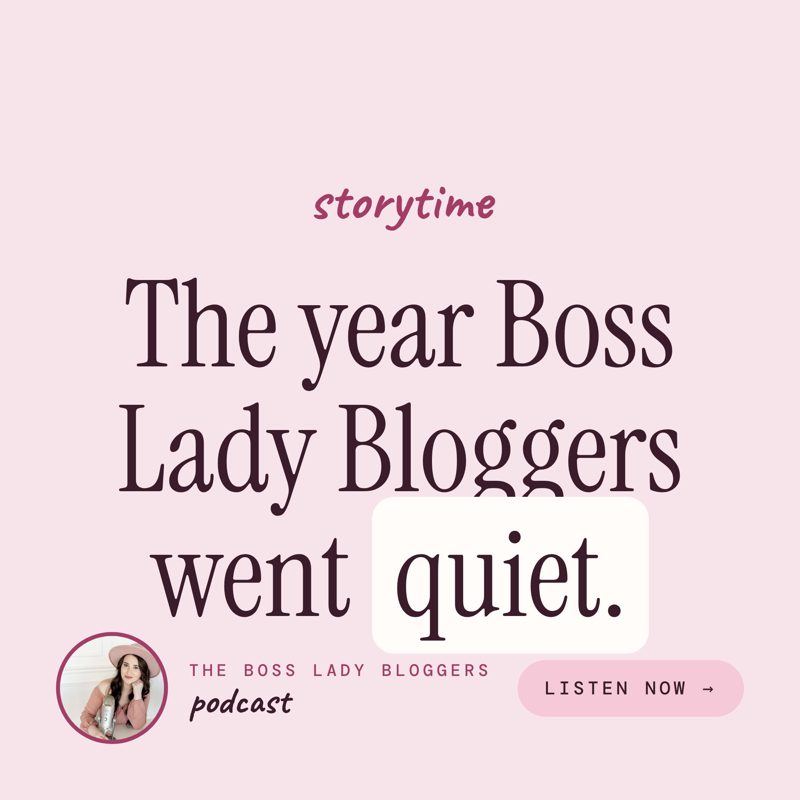 storytime
The year Boss
Lady Bloggers
went quiet.
THE BOSS LADY BLOGGERS
podcast
LISTEN NOW →